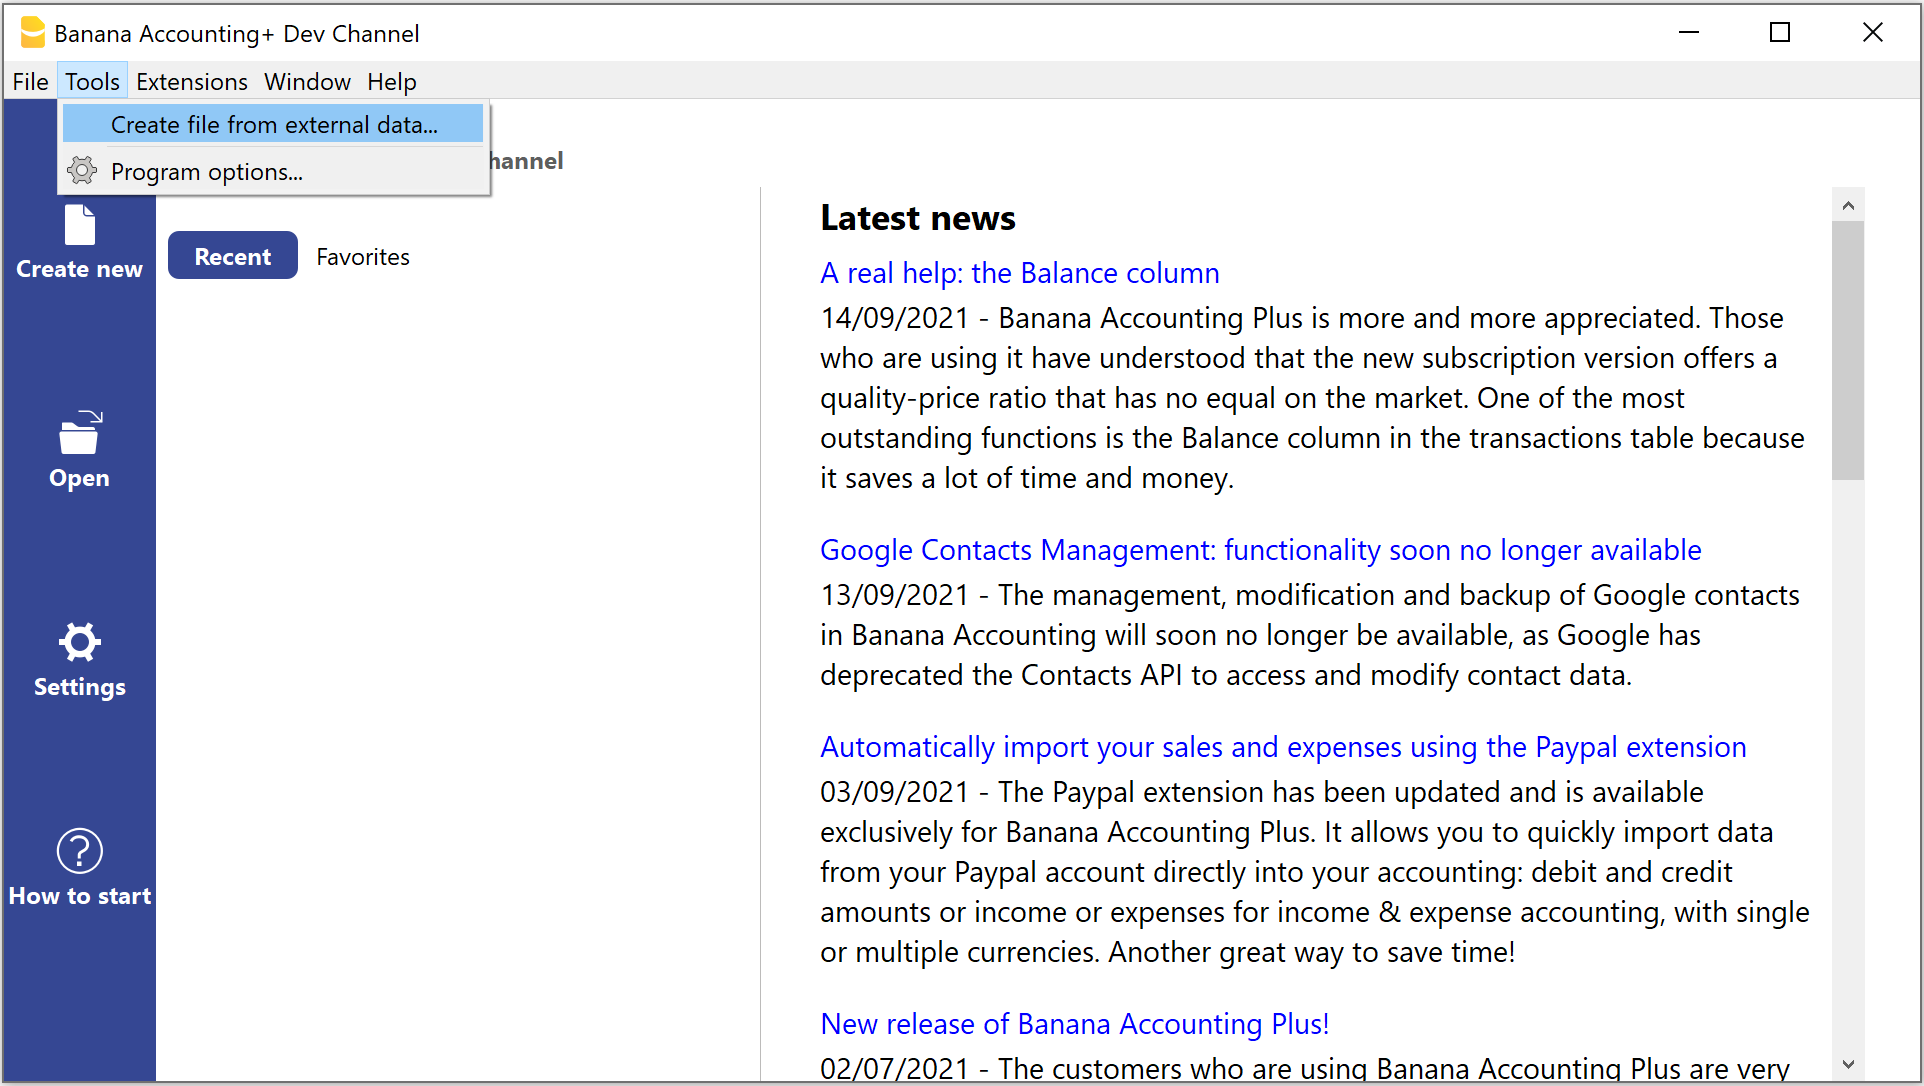 Banana Accounting+ Dev Channel
File Tools Extensions Window Help
Create file from external data...
Program options...
hannel
Create new
Open
Settings
How to start
Recent Favorites
Latest news
A real help: the Balance column
14/09/2021 - Banana Accounting Plus is more and more appreciated. Those
who are using it have understood that the new subscription version offers a
quality-price ratio that has no equal on the market. One of the most
outstanding functions is the Balance column in the transactions table because
it saves a lot of time and money.
Google Contacts Management: functionality soon no longer available
13/09/2021 - The management, modification and backup of Google contacts
in Banana Accounting will soon no longer be available, as Google has
deprecated the Contacts API to access and modify contact data.
Automatically import your sales and expenses using the Paypal extension
03/09/2021 - The Paypal extension has been updated and is available
exclusively for Banana Accounting Plus. It allows you to quickly import data
from your Paypal account directly into your accounting: debit and credit
amounts or income or expenses for income & expense accounting, with single
or multiple currencies. Another great way to save time!
New release of Banana Accounting Plus!
02/07/2021 - The customers who are using Banana Accounting Plus are very